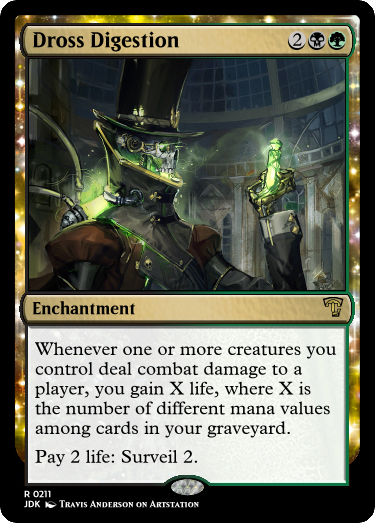 Dross Digestion 2
Enchantment
Whenever one or more creatures you
control deal combat damage to a
player, you gain X life, where X is
the number of different mana values
among cards in your graveyard.
Pay 2 life: Surveil 2.
R 0211
JDK Travis Anderson on Artstation